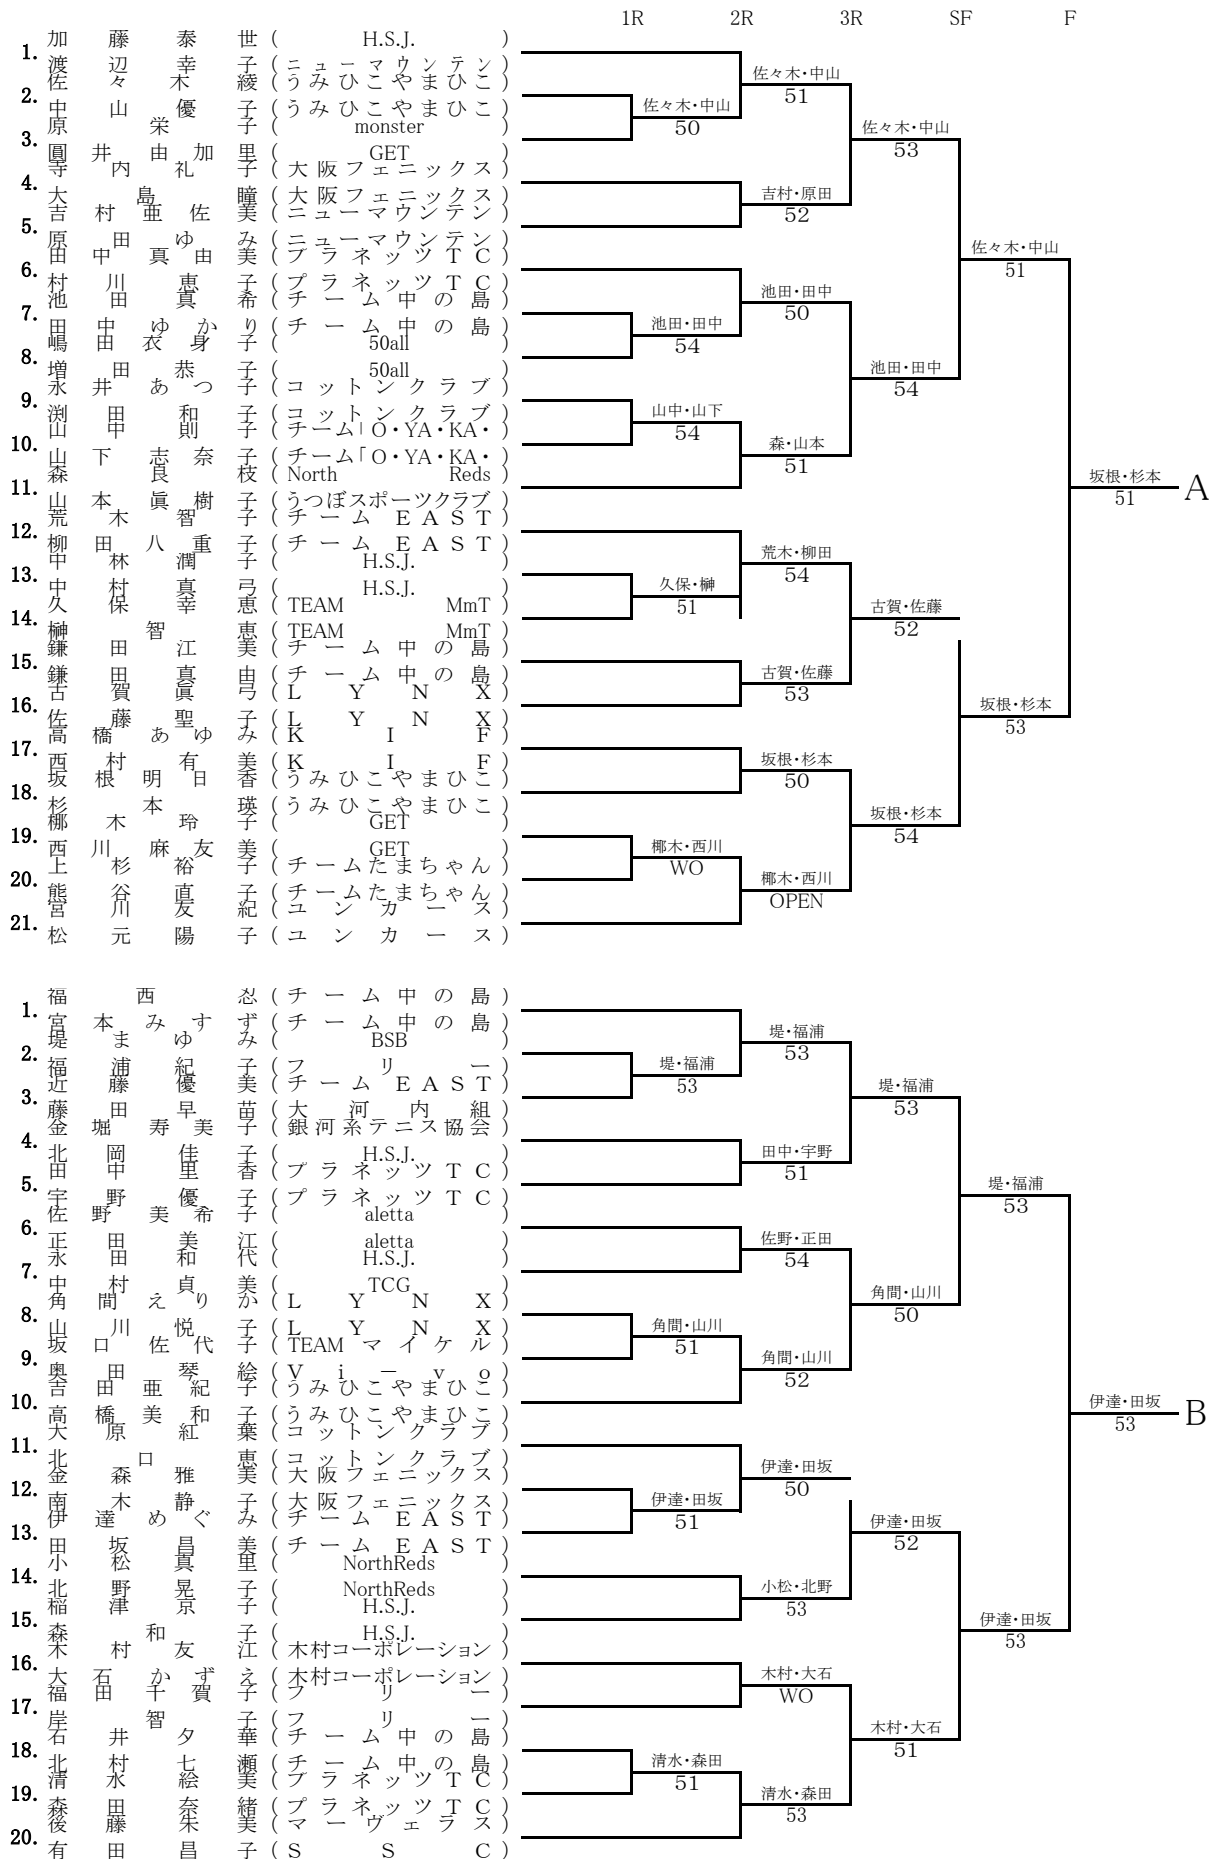 1R 2R 3R SF F
加藤泰世 ( H.S.J. )
1.
渡辺幸子 ( ニューマウンテン )
佐々木綾 ( うみひこやまひこ )
2.
中山優子 ( うみひこやまひこ )
原栄子 ( monster )
3.
圓井由加里 ( GET )
寺内礼子 ( 大阪フェニックス )
4.
大島瞳 ( 大阪フェニックス )
吉村亜佐美 ( ニューマウンテン )
5.
原田ゆみ ( ニューマウンテン )
田中真由美 ( プラネッツTC )
6.
村川恵子 ( プラネッツTC )
池田真希 ( チーム中の島 )
7.
田中ゆかり ( チーム中の島 )
嶋田衣身子 ( 50all )
8.
増田恭子 ( 50all )
永井あつ子 ( コットンクラブ )
9.
渕田和子 ( コットンクラブ )
山中則子 ( チーム「O・YA・KA・ )
10.
山下志奈子 ( チーム「O・YA・KA・ )
森良枝 ( North Reds )
11.
山本眞樹子 ( うつぼスポーツクラブ )
荒木智子 ( チームEAST )
12.
柳田八重子 ( チームEAST )
中林潤子 ( H.S.J. )
13.
中村真弓 ( H.S.J. )
久保幸恵 ( TEAM MmT )
14.
榊智恵 ( TEAM MmT )
鎌田江美 ( チーム中の島 )
15.
鎌田真由 ( チーム中の島 )
古賀眞弓 ( LYNX )
16.
佐藤聖子 ( LYNX )
高橋あゆみ ( KIF )
17.
西村有美 ( KIF )
坂根明日香 ( うみひこやまひこ )
18.
杉本瑛 ( うみひこやまひこ )
梛木玲子 ( GET )
19.
西川麻友美 ( GET )
上杉裕子 ( チームたまちゃん )
20.
熊谷直子 ( チームたまちゃん )
宮川友紀 ( ユンカース )
21.
松元陽子 ( ユンカース )
佐々木・中山
50
池田・田中
54
山中・山下
54
久保・榊
51
椰木・西川
WO
佐々木・中山
51
吉村・原田
52
池田・田中
50
森・山本
51
荒木・柳田
54
古賀・佐藤
53
坂根・杉本
50
椰木・西川
OPEN
佐々木・中山
53
池田・田中
54
古賀・佐藤
52
坂根・杉本
54
佐々木・中山
51
坂根・杉本
53
坂根・杉本
51
A
福西忍 ( チーム中の島 )
1.
宮本みすず ( チーム中の島 )
堤まゆみ ( BSB )
2.
福浦紀子 ( フリー )
近藤優美 ( チームEAST )
3.
藤田早苗 ( 大河内組 )
金堀寿美子 ( 銀河系テニス協会 )
4.
北岡佳子 ( H.S.J. )
田中里香 ( プラネッツTC )
5.
宇野優子 ( プラネッツTC )
佐野美希子 ( aletta )
6.
正田美江 ( aletta )
永田和代 ( H.S.J. )
7.
中村貞美 ( TCG )
角間えりか ( LYNX )
8.
山川悦子 ( LYNX )
坂口佐代子 ( TEAMマイケル )
9.
奥田琴絵 ( Vi－vo )
吉田亜紀子 ( うみひこやまひこ )
10.
高橋美和子 ( うみひこやまひこ )
大原紅葉 ( コットンクラブ )
11.
北口恵 ( コットンクラブ )
金森雅美 ( 大阪フェニックス )
12.
南木静子 ( 大阪フェニックス )
伊達めぐみ ( チームEAST )
13.
田坂昌美 ( チームEAST )
小松真里 ( NorthReds )
14.
北野晃子 ( NorthReds )
稲津京子 ( H.S.J. )
15.
森和子 ( H.S.J. )
木村友江 ( 木村コーポレーション )
16.
大石かずえ ( 木村コーポレーション )
福田千賀子 ( フリー )
17.
岸智子 ( フリー )
石井夕華 ( チーム中の島 )
18.
北村七瀬 ( チーム中の島 )
清水絵美 ( プラネッツTC )
19.
森田奈緒 ( プラネッツTC )
後藤朱美 ( マーヴェラス )
20.
有田昌子 ( SSC )
堤・福浦
53
角間・山川
51
伊達・田坂
51
清水・森田
51
堤・福浦
53
田中・宇野
51
佐野・正田
54
角間・山川
52
伊達・田坂
50
小松・北野
53
木村・大石
WO
清水・森田
53
堤・福浦
53
角間・山川
50
伊達・田坂
52
木村・大石
51
堤・福浦
53
伊達・田坂
53
伊達・田坂
53
B